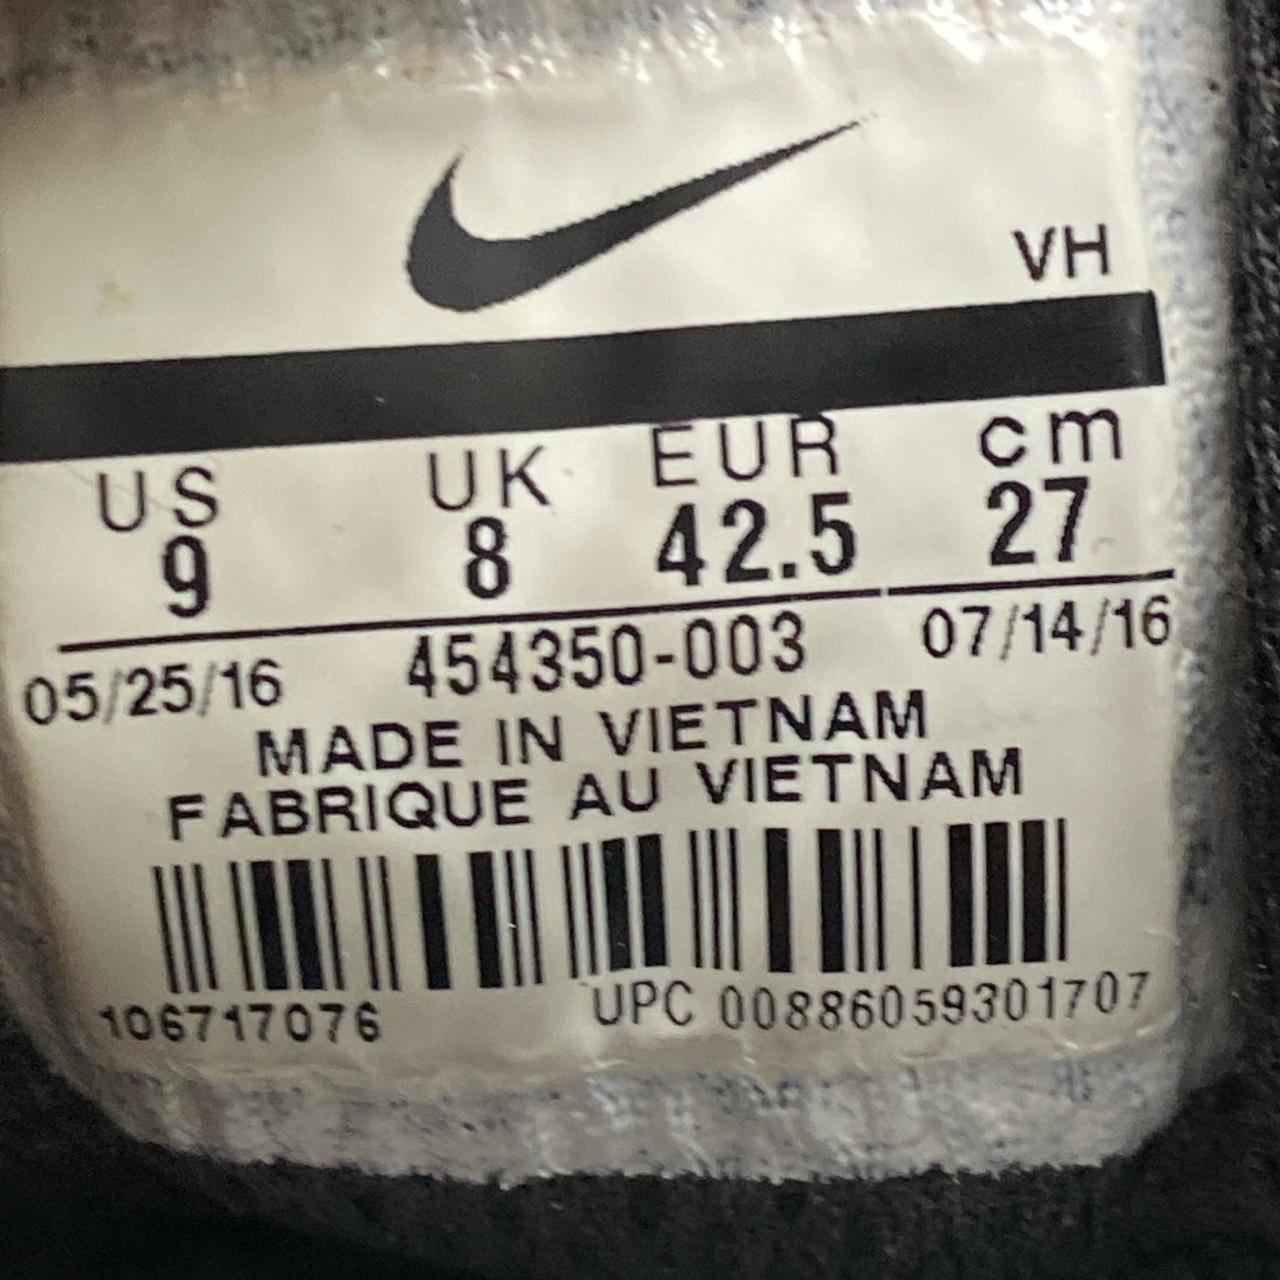 VH
US UK EUR cm
9 8 42.5 27
05/25/16 454350-003 07/14/16
MADE IN VIETNAM
FABRIQUE AU VIETNAM
106717076 UPC 00886059301707